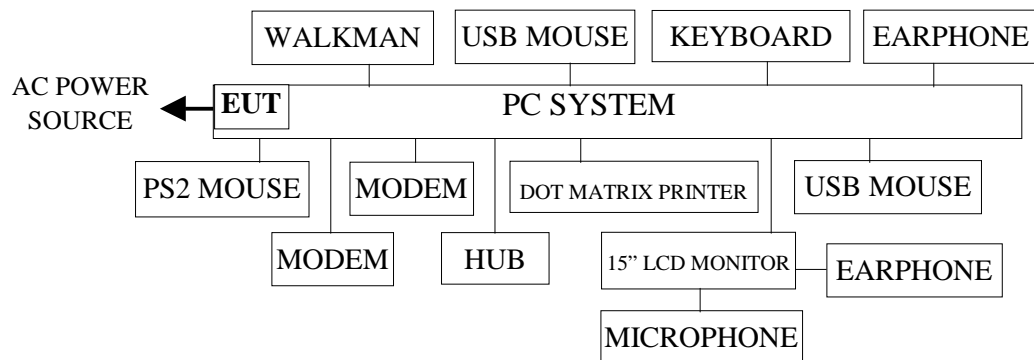 WALKMAN
USB MOUSE
KEYBOARD
EARPHONE
AC POWER
SOURCE
EUT
PC SYSTEM
PS2 MOUSE
MODEM
DOT MATRIX PRINTER
USB MOUSE
MODEM
HUB
15” LCD MONITOR
EARPHONE
MICROPHONE